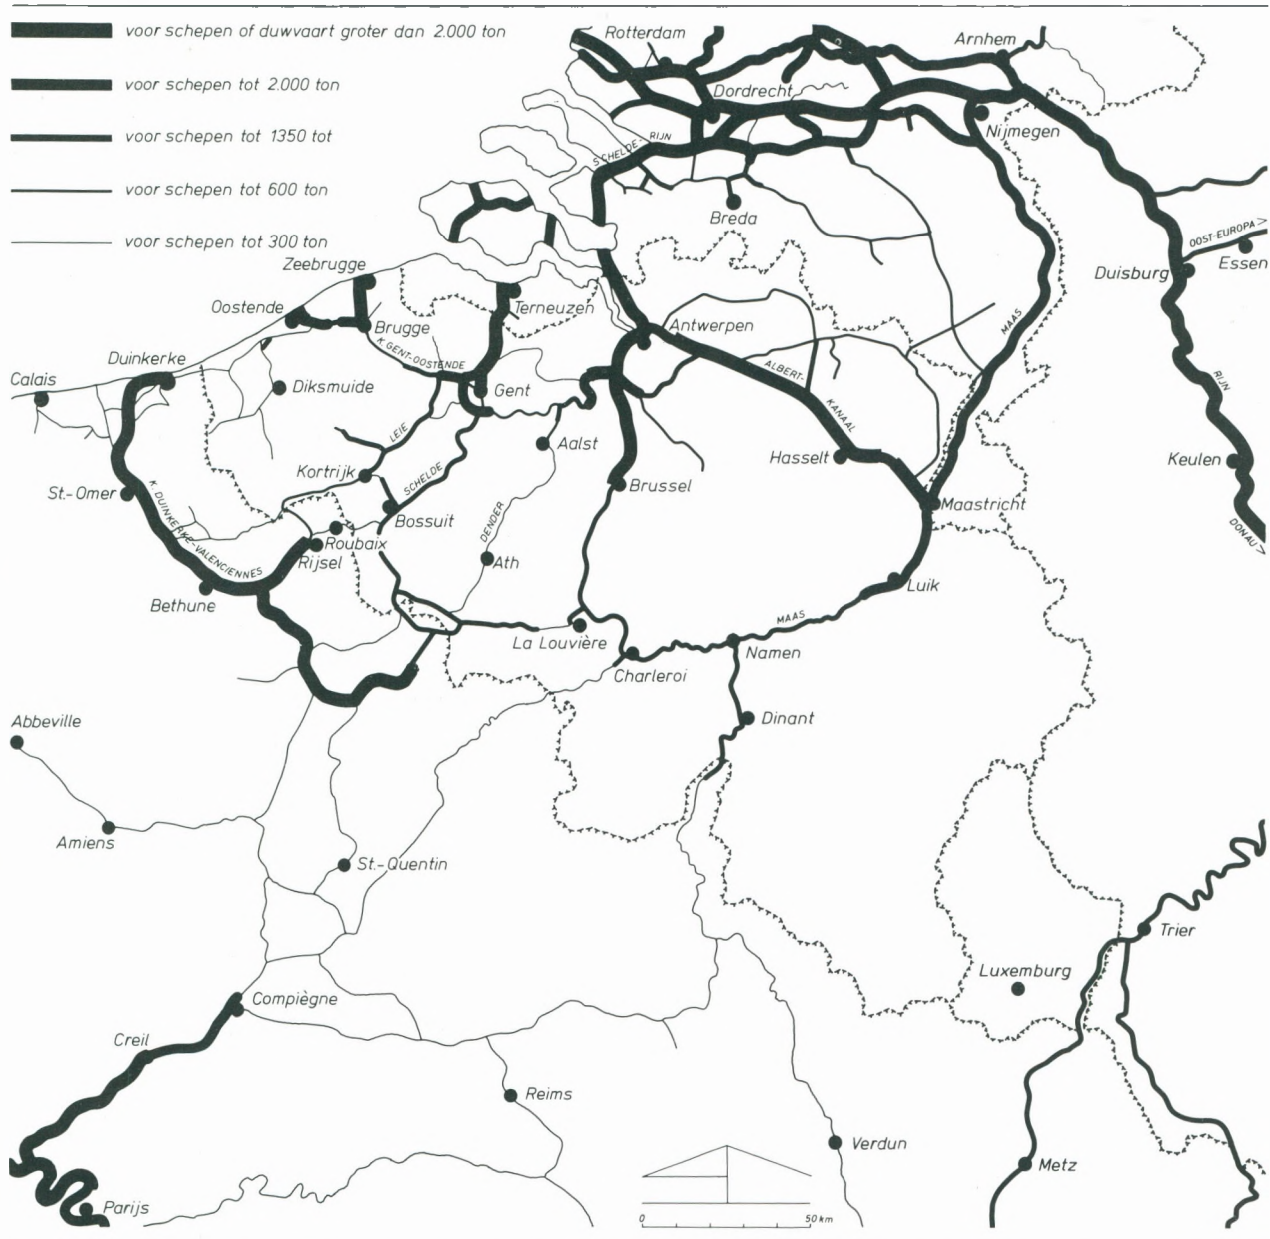 voor schepen of duwvaart groter dan 2.000 ton
voor schepen tot 2.000 ton
voor schepen tot 1350 tot
voor schepen tot 600 ton
voor schepen tot 300 ton
Rotterdam
Arnhem
Dordrecht
Nijmegen
SCHELDE-RIJN
Breda
OOST-EUROPA >
Essen
Duisburg
Zeebrugge
Oostende
Brugge
Terneuzen
Antwerpen
MAAS
K. GENT-OOSTENDE
Duinkerke
Calais
Diksmuide
Gent
ALBERT-
KANAAL
RIJN
LEIE
Aalst
Hasselt
Keulen
Kortrijk
SCHELDE
Brussel
St.-Omer
Maastricht
K. DUINKERKE-VALENCIENNES
Bossuit
DENDER
DONAU >
Roubaix
Rijsel
Ath
Luik
Bethune
MAAS
La Louvière
Namen
Charleroi
Abbeville
Dinant
Amiens
St.-Quentin
Trier
Luxemburg
Compiègne
Creil
Reims
Verdun
Metz
Parijs
0 50 km